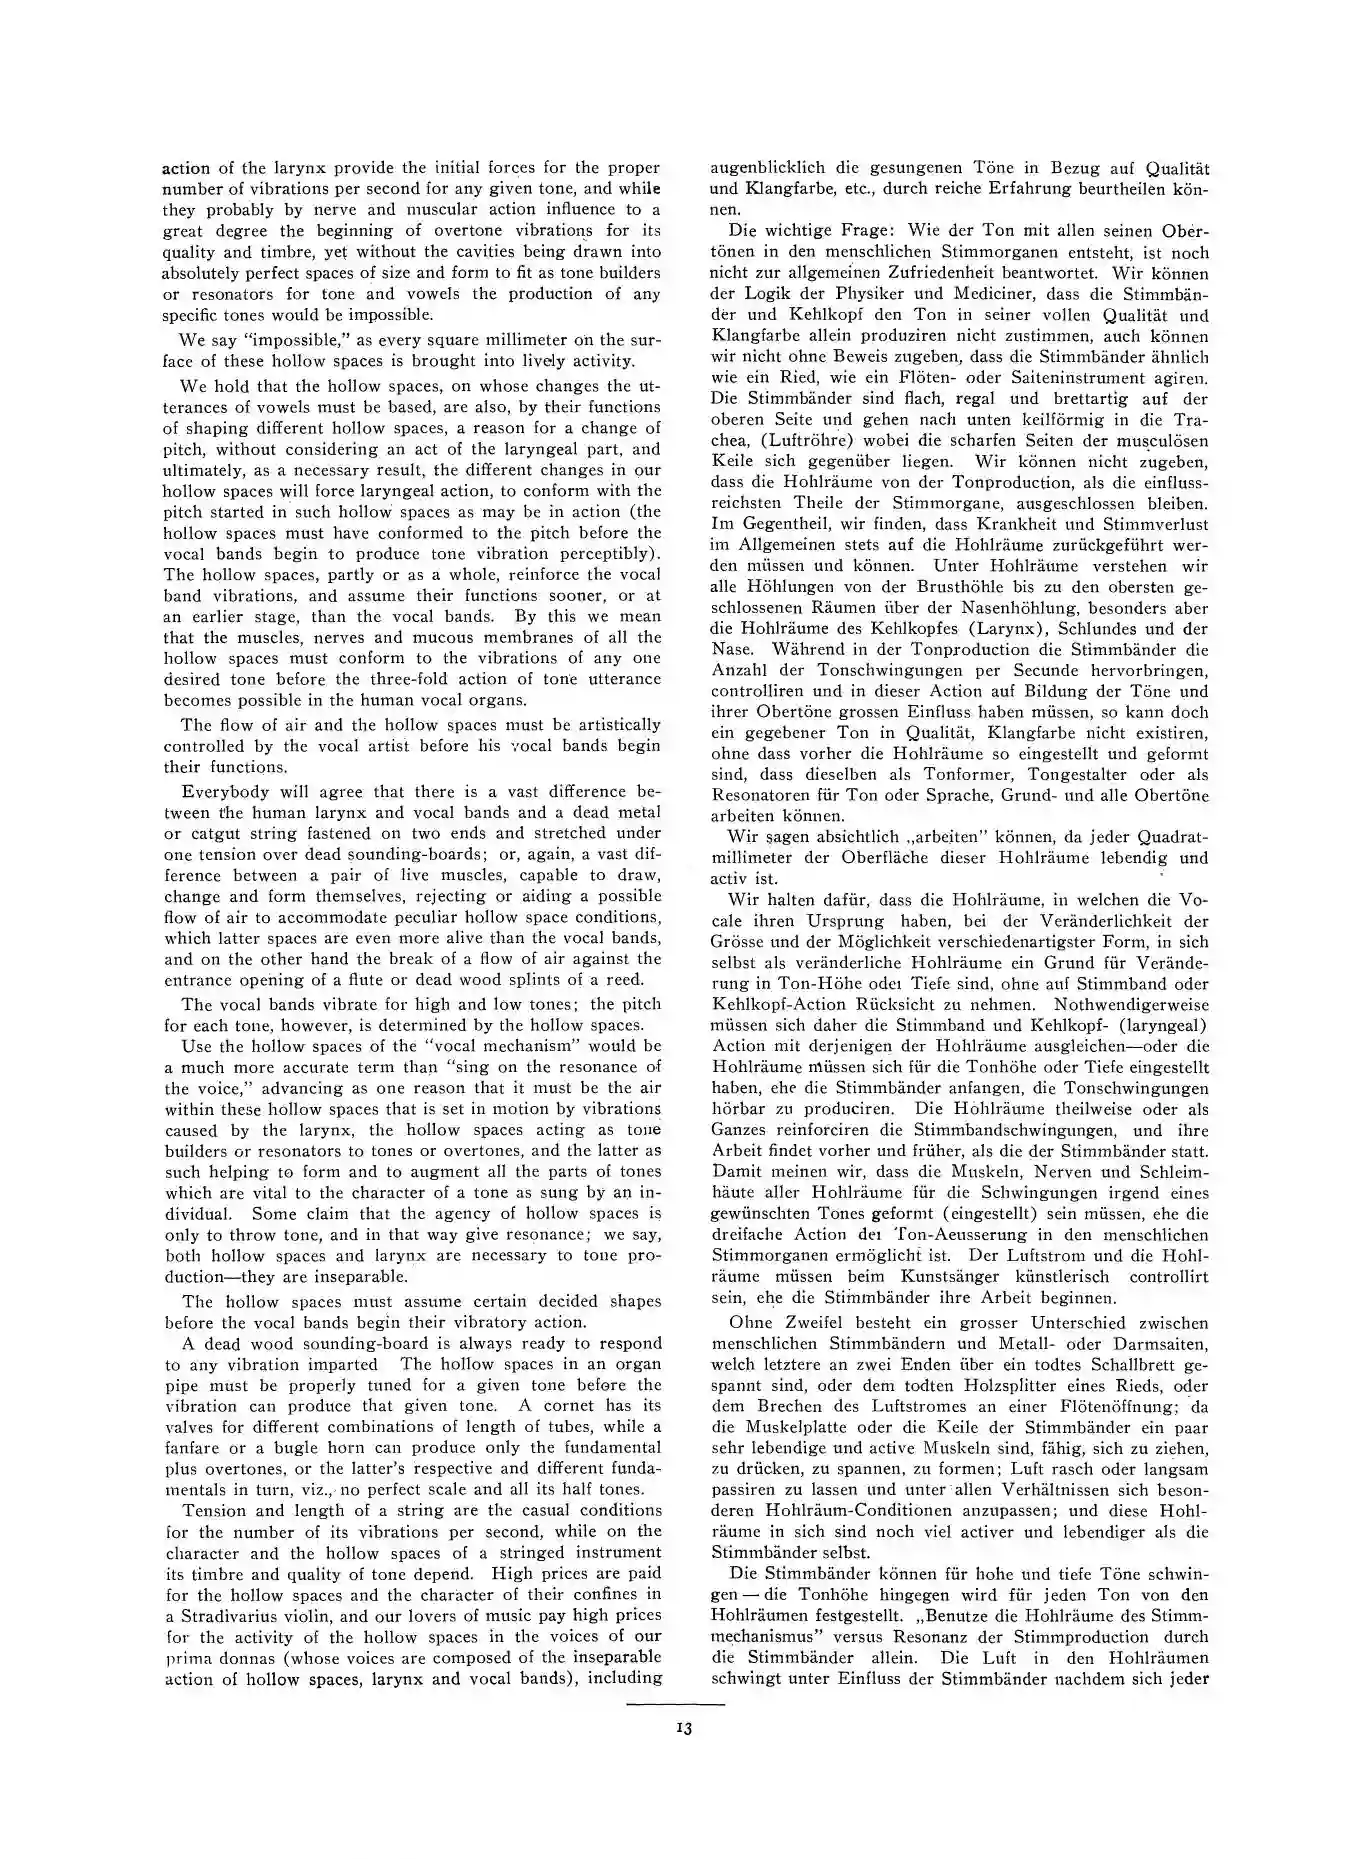 action of the larynx provide the initial forces for the proper
number of vibrations per second for any given tone, and while
they probably by nerve and muscular action influence to a
great degree the beginning of overtone vibrations for its
quality and timbre, yet without the cavities being drawn into
absolutely perfect spaces of size and form to fit as tone builders
or resonators for tone and vowels the production of any
specific tones would be impossible.
We say “impossible,” as every square millimeter on the sur-
face of these hollow spaces is brought into lively activity.
We hold that the hollow spaces, on whose changes the ut-
terances of vowels must be based, are also, by their functions
of shaping different hollow spaces, a reason for a change of
pitch, without considering an act of the laryngeal part, and
ultimately, as a necessary result, the different changes in our
hollow spaces will force laryngeal action, to conform with the
pitch started in such hollow spaces as may be in action (the
hollow spaces must have conformed to the pitch before the
vocal bands begin to produce tone vibration perceptibly).
The hollow spaces, partly or as a whole, reinforce the vocal
band vibrations, and assume their functions sooner, or at
an earlier stage, than the vocal bands. By this we mean
that the muscles, nerves and mucous membranes of all the
hollow spaces must conform to the vibrations of any one
desired tone before the three-fold action of tone utterance
becomes possible in the human vocal organs.
The flow of air and the hollow spaces must be artistically
controlled by the vocal artist before his vocal bands begin
their functions.
Everybody will agree that there is a vast difference be-
tween the human larynx and vocal bands and a dead metal
or catgut string fastened on two ends and stretched under
one tension over dead sounding-boards; or, again, a vast dif-
ference between a pair of live muscles, capable to draw,
change and form themselves, rejecting or aiding a possible
flow of air to accommodate peculiar hollow space conditions,
which latter spaces are even more alive than the vocal bands,
and on the other hand the break of a flow of air against the
entrance opening of a flute or dead wood splints of a reed.
The vocal bands vibrate for high and low tones; the pitch
for each tone, however, is determined by the hollow spaces.
Use the hollow spaces of the “vocal mechanism” would be
a much more accurate term than “sing on the resonance of
the voice,” advancing as one reason that it must be the air
within these hollow spaces that is set in motion by vibrations
caused by the larynx, the hollow spaces acting as tone
builders or resonators to tones or overtones, and the latter as
such helping to form and to augment all the parts of tones
which are vital to the character of a tone as sung by an in-
dividual. Some claim that the agency of hollow spaces is
only to throw tone, and in that way give resonance; we say,
both hollow spaces and larynx are necessary to tone pro-
duction—they are inseparable.
The hollow spaces must assume certain decided shapes
before the vocal bands begin their vibratory action.
A dead wood sounding-board is always ready to respond
to any vibration imparted The hollow spaces in an organ
pipe must be properly tuned for a given tone before the
vibration can produce that given tone. A cornet has its
valves for different combinations of length of tubes, while a
fanfare or a bugle horn can produce only the fundamental
plus overtones, or the latter’s respective and different funda-
mentals in turn, viz., no perfect scale and all its half tones.
Tension and length of a string are the casual conditions
for the number of its vibrations per second, while on the
character and the hollow spaces of a stringed instrument
its timbre and quality of tone depend. High prices are paid
for the hollow spaces and the character of their confines in
a Stradivarius violin, and our lovers of music pay high prices
for the activity of the hollow spaces in the voices of our
prima donnas (whose voices are composed of the inseparable
action of hollow spaces, larynx and vocal bands), including
augenblicklich die gesungenen Töne in Bezug auf Qualität
und Klangfarbe, etc., durch reiche Erfahrung beurtheilen kön-
nen.
Die wichtige Frage: Wie der Ton mit allen seinen Ober-
tönen in den menschlichen Stimmorganen entsteht, ist noch
nicht zur allgemeinen Zufriedenheit beantwortet. Wir können
der Logik der Physiker und Mediciner, dass die Stimmbän-
der und Kehlkopf den Ton in seiner vollen Qualität und
Klangfarbe allein produziren nicht zustimmen, auch können
wir nicht ohne Beweis zugeben, dass die Stimmbänder ähnlich
wie ein Ried, wie ein Flöten- oder Saiteninstrument agiren.
Die Stimmbänder sind flach, regal und brettartig auf der
oberen Seite und gehen nach unten keilförmig in die Tra-
chea, (Luftröhre) wobei die scharfen Seiten der musculösen
Keile sich gegenüber liegen. Wir können nicht zugeben,
dass die Hohlräume von der Tonproduction, als die einfluss-
reichsten Theile der Stimmorgane, ausgeschlossen bleiben.
Im Gegentheil, wir finden, dass Krankheit und Stimmverlust
im Allgemeinen stets auf die Hohlräume zurückgeführt wer-
den müssen und können. Unter Hohlräume verstehen wir
alle Höhlungen von der Brusthöhle bis zu den obersten ge-
schlossenen Räumen über der Nasenhöhlung, besonders aber
die Hohlräume des Kehlkopfes (Larynx), Schlundes und der
Nase. Während in der Tonproduction die Stimmbänder die
Anzahl der Tonschwingungen per Secunde hervorbringen,
controlliren und in dieser Action auf Bildung der Töne und
ihrer Obertöne grossen Einfluss haben müssen, so kann doch
ein gegebener Ton in Qualität, Klangfarbe nicht existiren,
ohne dass vorher die Hohlräume so eingestellt und geformt
sind, dass dieselben als Tonformer, Tongestalter oder als
Resonatoren für Ton oder Sprache, Grund- und alle Obertöne
arbeiten können.
Wir sagen absichtlich „arbeiten” können, da jeder Quadrat-
millimeter der Oberfläche dieser Hohlräume lebendig und
activ ist.
Wir halten dafür, dass die Hohlräume, in welchen die Vo-
cale ihren Ursprung haben, bei der Veränderlichkeit der
Grösse und der Möglichkeit verschiedenartigster Form, in sich
selbst als veränderliche Hohlräume ein Grund für Verände-
rung in Ton-Höhe oder Tiefe sind, ohne auf Stimmband oder
Kehlkopf-Action Rücksicht zu nehmen. Nothwendigerweise
müssen sich daher die Stimmband und Kehlkopf- (laryngeal)
Action mit derjenigen der Hohlräume ausgleichen—oder die
Hohlräume müssen sich für die Tonhöhe oder Tiefe eingestellt
haben, ehe die Stimmbänder anfangen, die Tonschwingungen
hörbar zu produciren. Die Hohlräume theilweise oder als
Ganzes reinforciren die Stimmbandschwingungen, und ihre
Arbeit findet vorher und früher, als die der Stimmbänder statt.
Damit meinen wir, dass die Muskeln, Nerven und Schleim-
häute aller Hohlräume für die Schwingungen irgend eines
gewünschten Tones geformt (eingestellt) sein müssen, ehe die
dreifache Action der Ton-Aeusserung in den menschlichen
Stimmorganen ermöglicht ist. Der Luftstrom und die Hohl-
räume müssen beim Kunstsänger künstlerisch controllirt
sein, ehe die Stimmbänder ihre Arbeit beginnen.
Ohne Zweifel besteht ein grosser Unterschied zwischen
menschlichen Stimmbändern und Metall- oder Darmsaiten,
welch letztere an zwei Enden über ein todtes Schallbrett ge-
spannt sind, oder dem todten Holzsplitter eines Rieds, oder
dem Brechen des Luftstromes an einer Flötenöffnung; da
die Muskelplatte oder die Keile der Stimmbänder ein paar
sehr lebendige und active Muskeln sind, fähig, sich zu ziehen,
zu drücken, zu spannen, zu formen; Luft rasch oder langsam
passiren zu lassen und unter allen Verhältnissen sich beson-
deren Hohlräum-Conditionen anzupassen; und diese Hohl-
räume in sich sind noch viel activer und lebendiger als die
Stimmbänder selbst.
Die Stimmbänder können für hohe und tiefe Töne schwin-
gen — die Tonhöhe hingegen wird für jeden Ton von den
Hohlräumen festgestellt. „Benutze die Hohlräume des Stimm-
mechanismus” versus Resonanz der Stimmproduction durch
die Stimmbänder allein. Die Luft in den Hohlräumen
schwingt unter Einfluss der Stimmbänder nachdem sich jeder
13